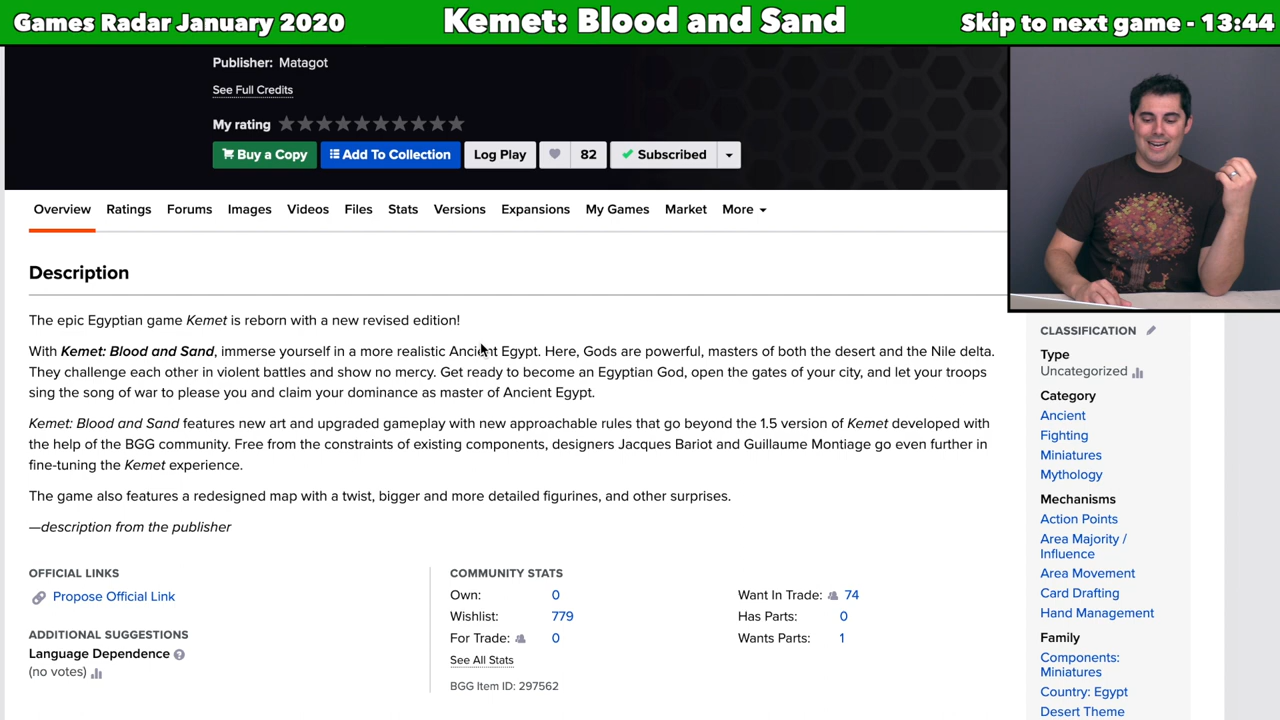 Games Radar January 2020
Kemet: Blood and Sand
Skip to next game - 13:44
Publisher: Matagot
See Full Credits
My rating
Buy a Copy
Add To Collection
Log Play
82
Subscribed
Overview
Ratings
Forums
Images
Videos
Files
Stats
Versions
Expansions
My Games
Market
More
Description
The epic Egyptian game Kemet is reborn with a new revised edition!
With Kemet: Blood and Sand, immerse yourself in a more realistic Ancient Egypt. Here, Gods are powerful, masters of both the desert and the Nile delta.
They challenge each other in violent battles and show no mercy. Get ready to become an Egyptian God, open the gates of your city, and let your troops
sing the song of war to please you and claim your dominance as master of Ancient Egypt.
Kemet: Blood and Sand features new art and upgraded gameplay with new approachable rules that go beyond the 1.5 version of Kemet developed with
the help of the BGG community. Free from the constraints of existing components, designers Jacques Bariot and Guillaume Montiage go even further in
fine-tuning the Kemet experience.
The game also features a redesigned map with a twist, bigger and more detailed figurines, and other surprises.
—description from the publisher
OFFICIAL LINKS
Propose Official Link
ADDITIONAL SUGGESTIONS
Language Dependence
(no votes)
COMMUNITY STATS
Own: 0
Wishlist: 779
For Trade: 0
See All Stats
BGG Item ID: 297562
Want In Trade: 74
Has Parts: 0
Wants Parts: 1
CLASSIFICATION
Type
Uncategorized
Category
Ancient
Fighting
Miniatures
Mythology
Mechanisms
Action Points
Area Majority /
Influence
Area Movement
Card Drafting
Hand Management
Family
Components:
Miniatures
Country: Egypt
Desert Theme